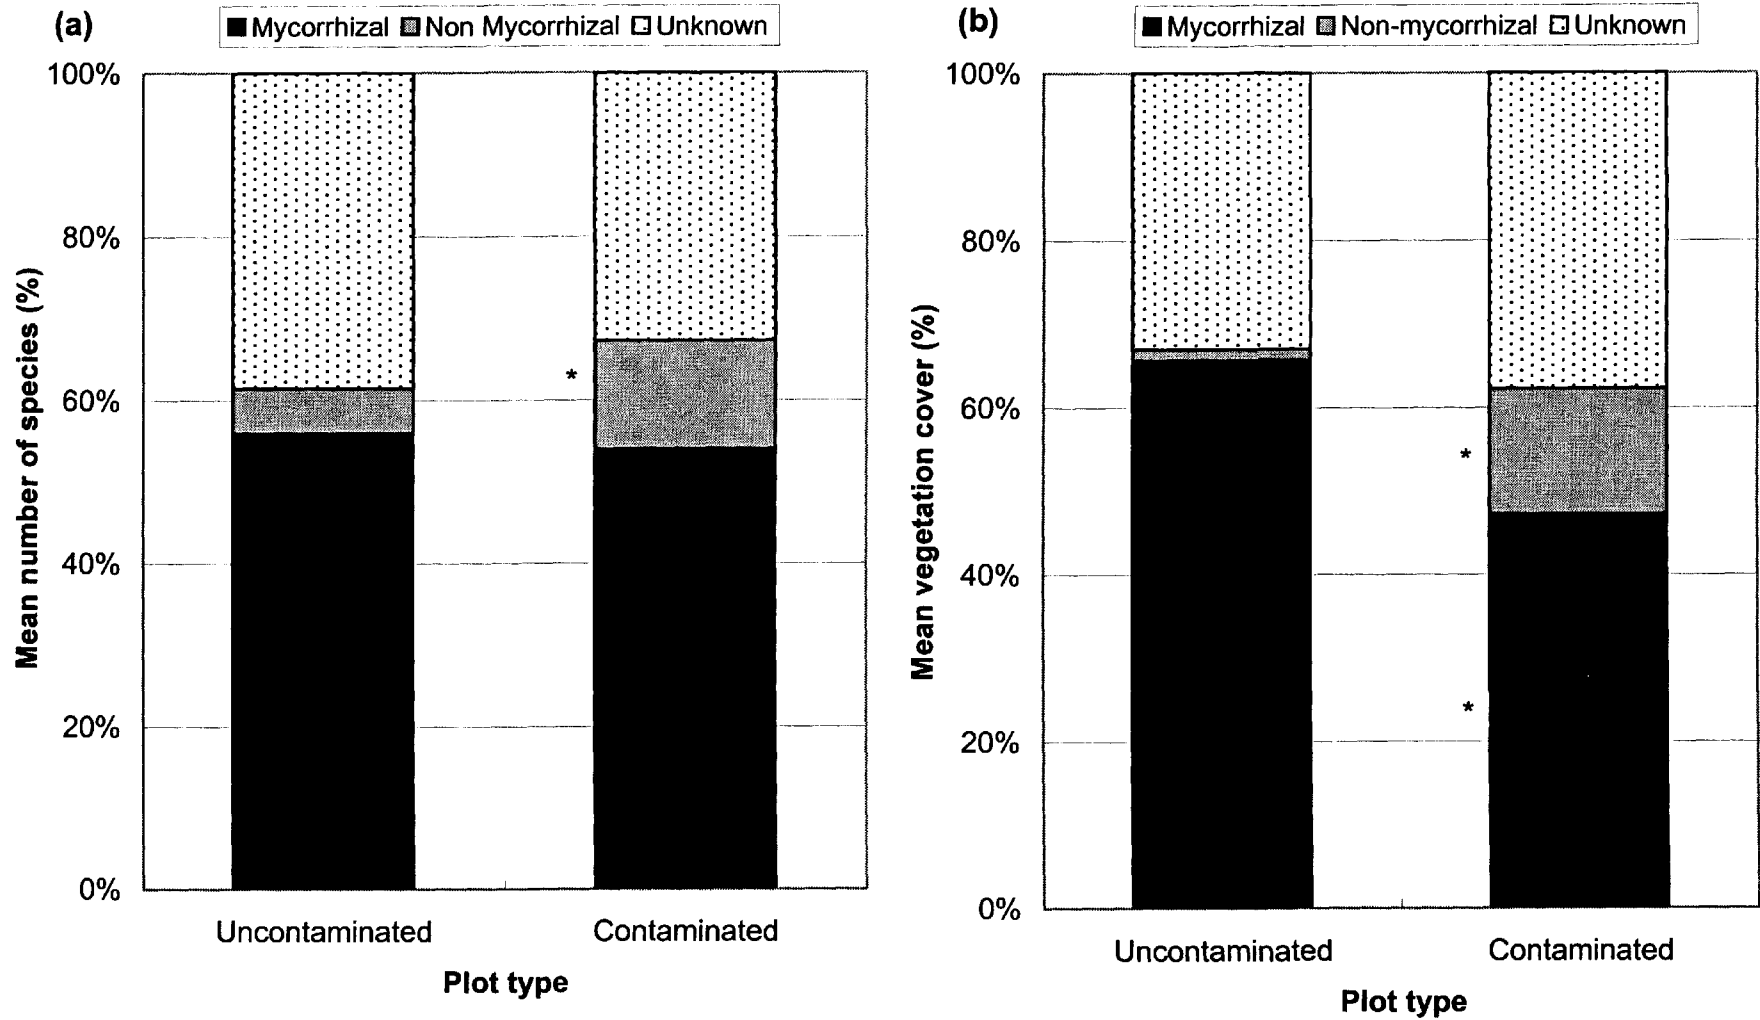 (a)
Mycorrhizal Non Mycorrhizal Unknown
100%
80%
60%
40%
20%
0%
Mean number of species (%)
*
Uncontaminated Contaminated
Plot type
(b)
Mycorrhizal Non-mycorrhizal Unknown
100%
80%
60%
40%
20%
0%
Mean vegetation cover (%)
*
*
Uncontaminated Contaminated
Plot type